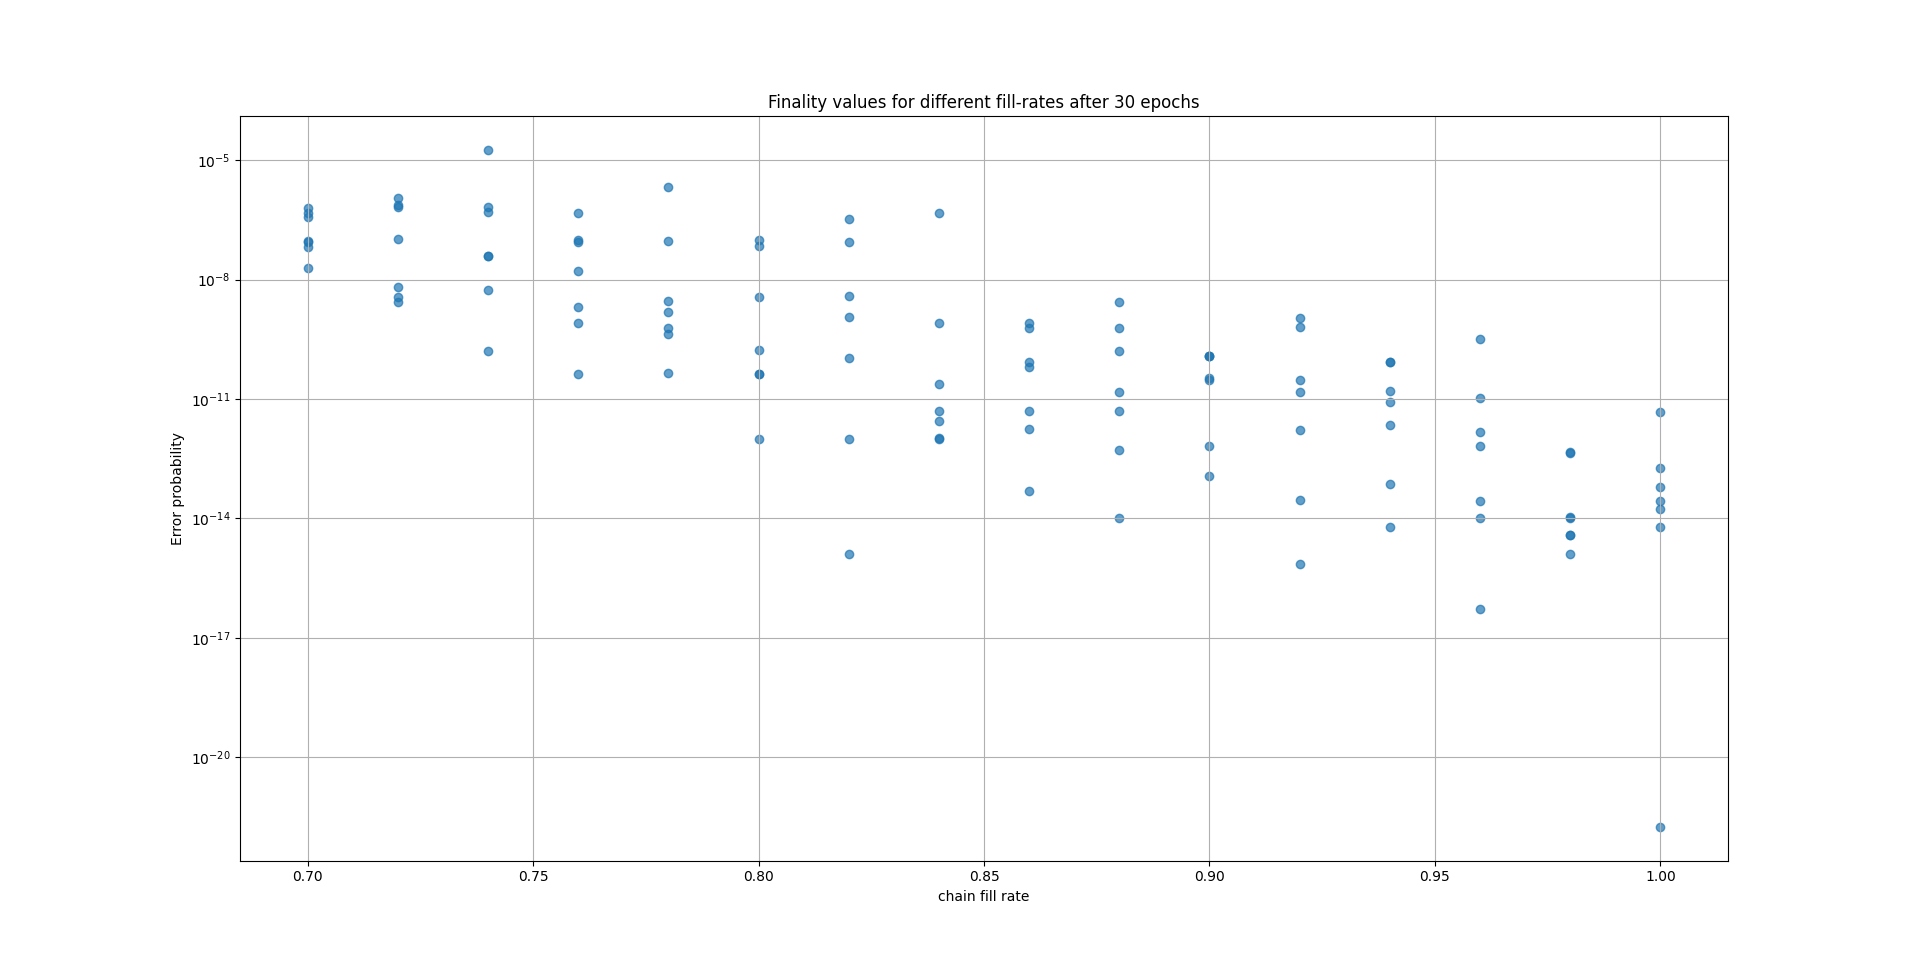 Finality values for different fill-rates after 30 epochs
10⁻⁵
10⁻⁸
10⁻¹¹
10⁻¹⁴
10⁻¹⁷
10⁻²⁰
Error probability
0.70 0.75 0.80 0.85 0.90 0.95 1.00
chain fill rate